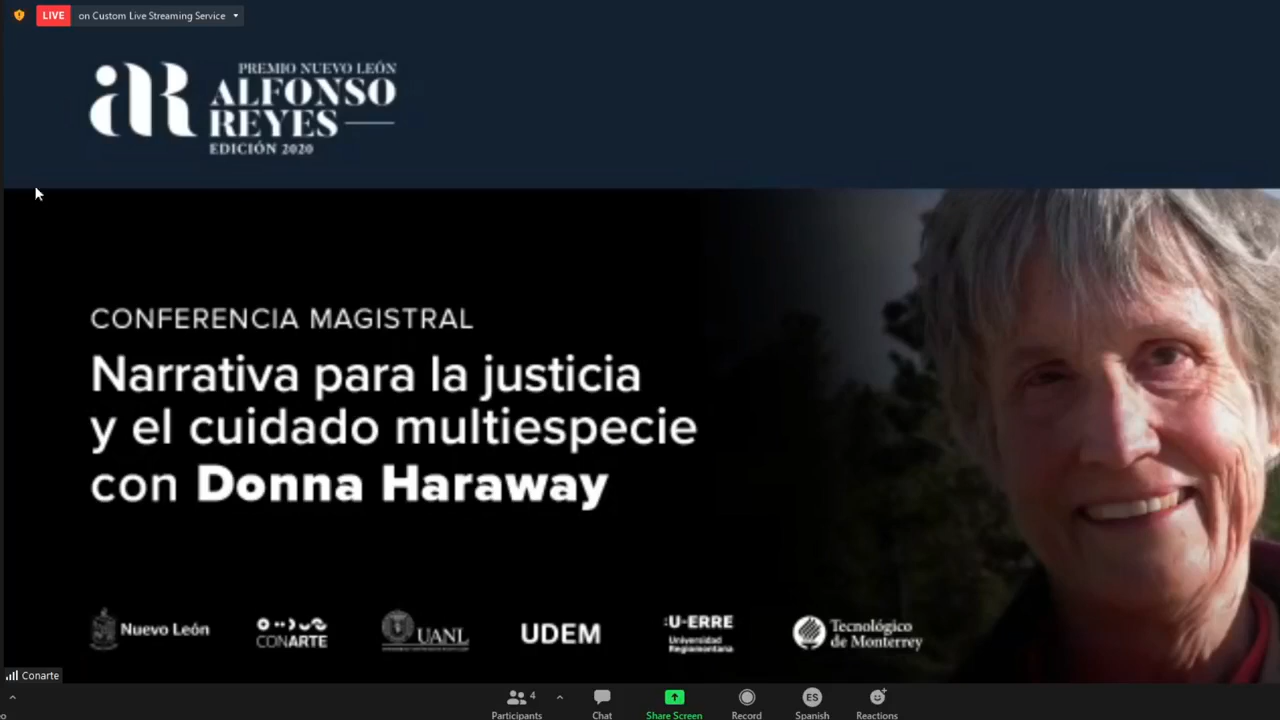 LIVE on Custom Live Streaming Service
PREMIO NUEVO LEÓN
ALFONSO
REYES
EDICIÓN 2020
CONFERENCIA MAGISTRAL
Narrativa para la justicia
y el cuidado multiespecie
con Donna Haraway
Nuevo León
CONARTE
UANL
UDEM
:U-ERRE
Universidad
Regiomontana
Tecnológico
de Monterrey
Conarte
4
ES
Participants Chat Share Screen Record Spanish Reactions